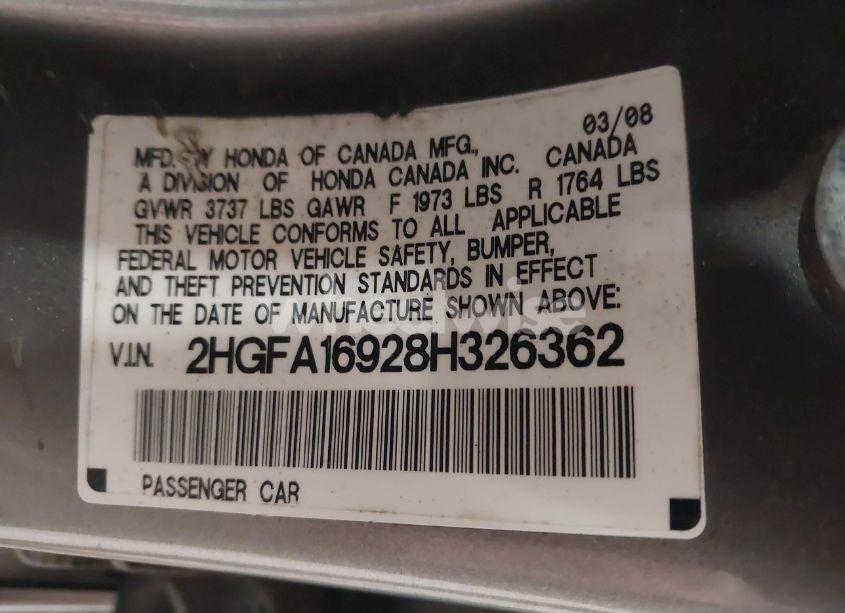 03/08
MFD. BY HONDA OF CANADA MFG.,
A DIVISION OF HONDA CANADA INC. CANADA
GVWR 3737 LBS GAWR F 1973 LBS R 1764 LBS
THIS VEHICLE CONFORMS TO ALL APPLICABLE
FEDERAL MOTOR VEHICLE SAFETY, BUMPER,
AND THEFT PREVENTION STANDARDS IN EFFECT
ON THE DATE OF MANUFACTURE SHOWN ABOVE:
V.I.N. 2HGFA16928H326362
PASSENGER CAR